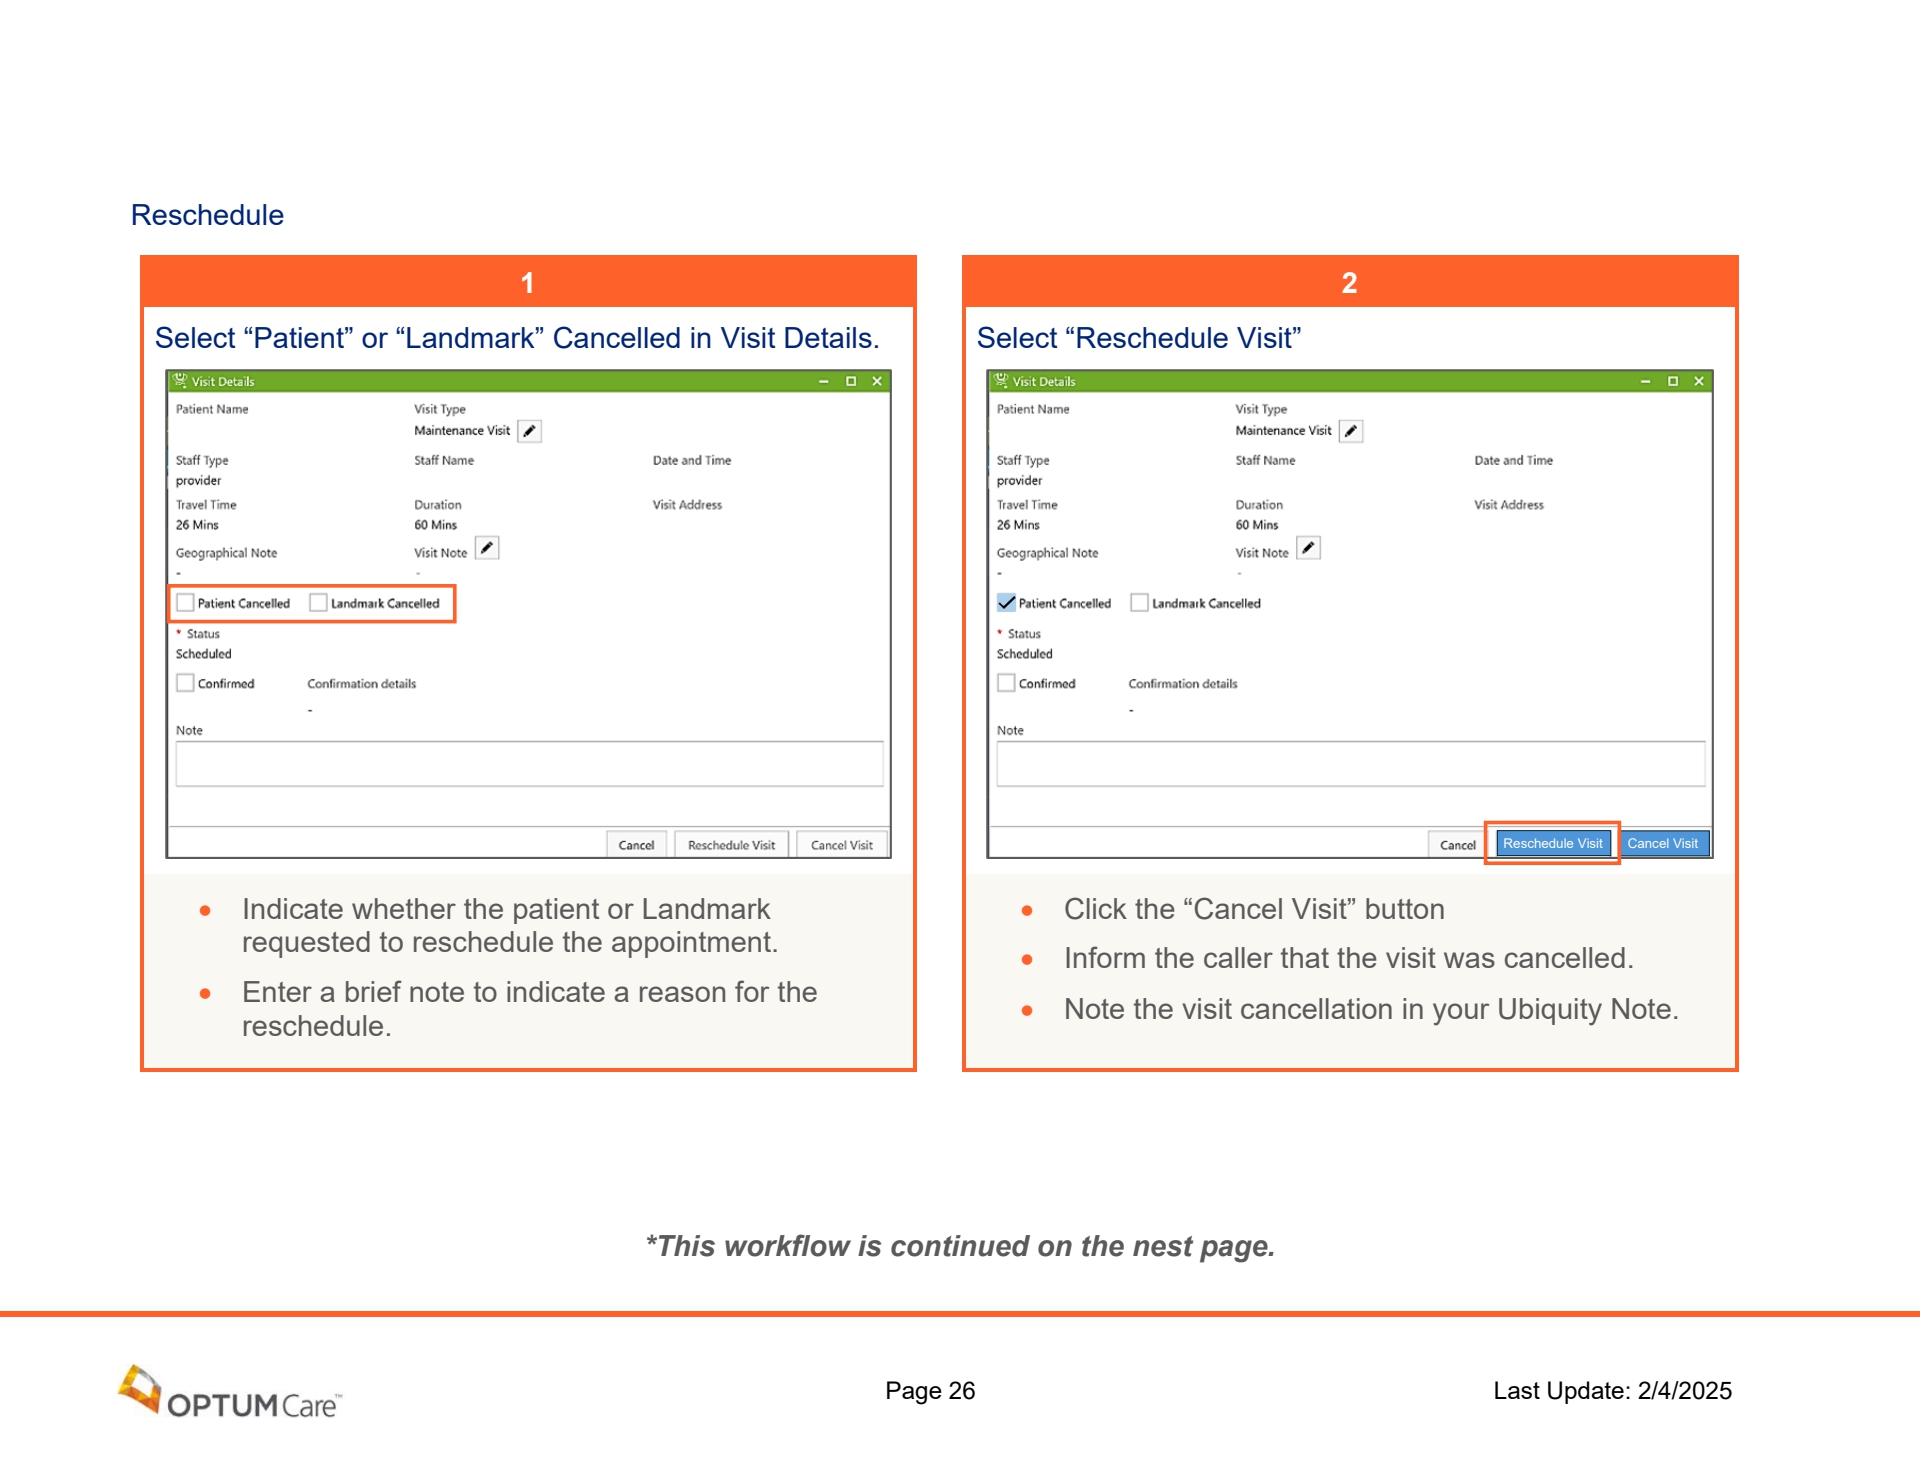 Reschedule
1
Select “Patient” or “Landmark” Cancelled in Visit Details.
Visit Details
Patient Name Visit Type
Maintenance Visit
Staff Type Staff Name Date and Time
provider
Travel Time Duration Visit Address
26 Mins 60 Mins
Geographical Note Visit Note
- -
Patient Cancelled Landmark Cancelled
* Status
Scheduled
Confirmed Confirmation details
-
Note
Cancel Reschedule Visit Cancel Visit
• Indicate whether the patient or Landmark
requested to reschedule the appointment.
• Enter a brief note to indicate a reason for the
reschedule.
2
Select “Reschedule Visit”
Visit Details
Patient Name Visit Type
Maintenance Visit
Staff Type Staff Name Date and Time
provider
Travel Time Duration Visit Address
26 Mins 60 Mins
Geographical Note Visit Note
- -
Patient Cancelled Landmark Cancelled
* Status
Scheduled
Confirmed Confirmation details
-
Note
Cancel Reschedule Visit Cancel Visit
• Click the “Cancel Visit” button
• Inform the caller that the visit was cancelled.
• Note the visit cancellation in your Ubiquity Note.
*This workflow is continued on the nest page.
OPTUMCare™
Page 26
Last Update: 2/4/2025